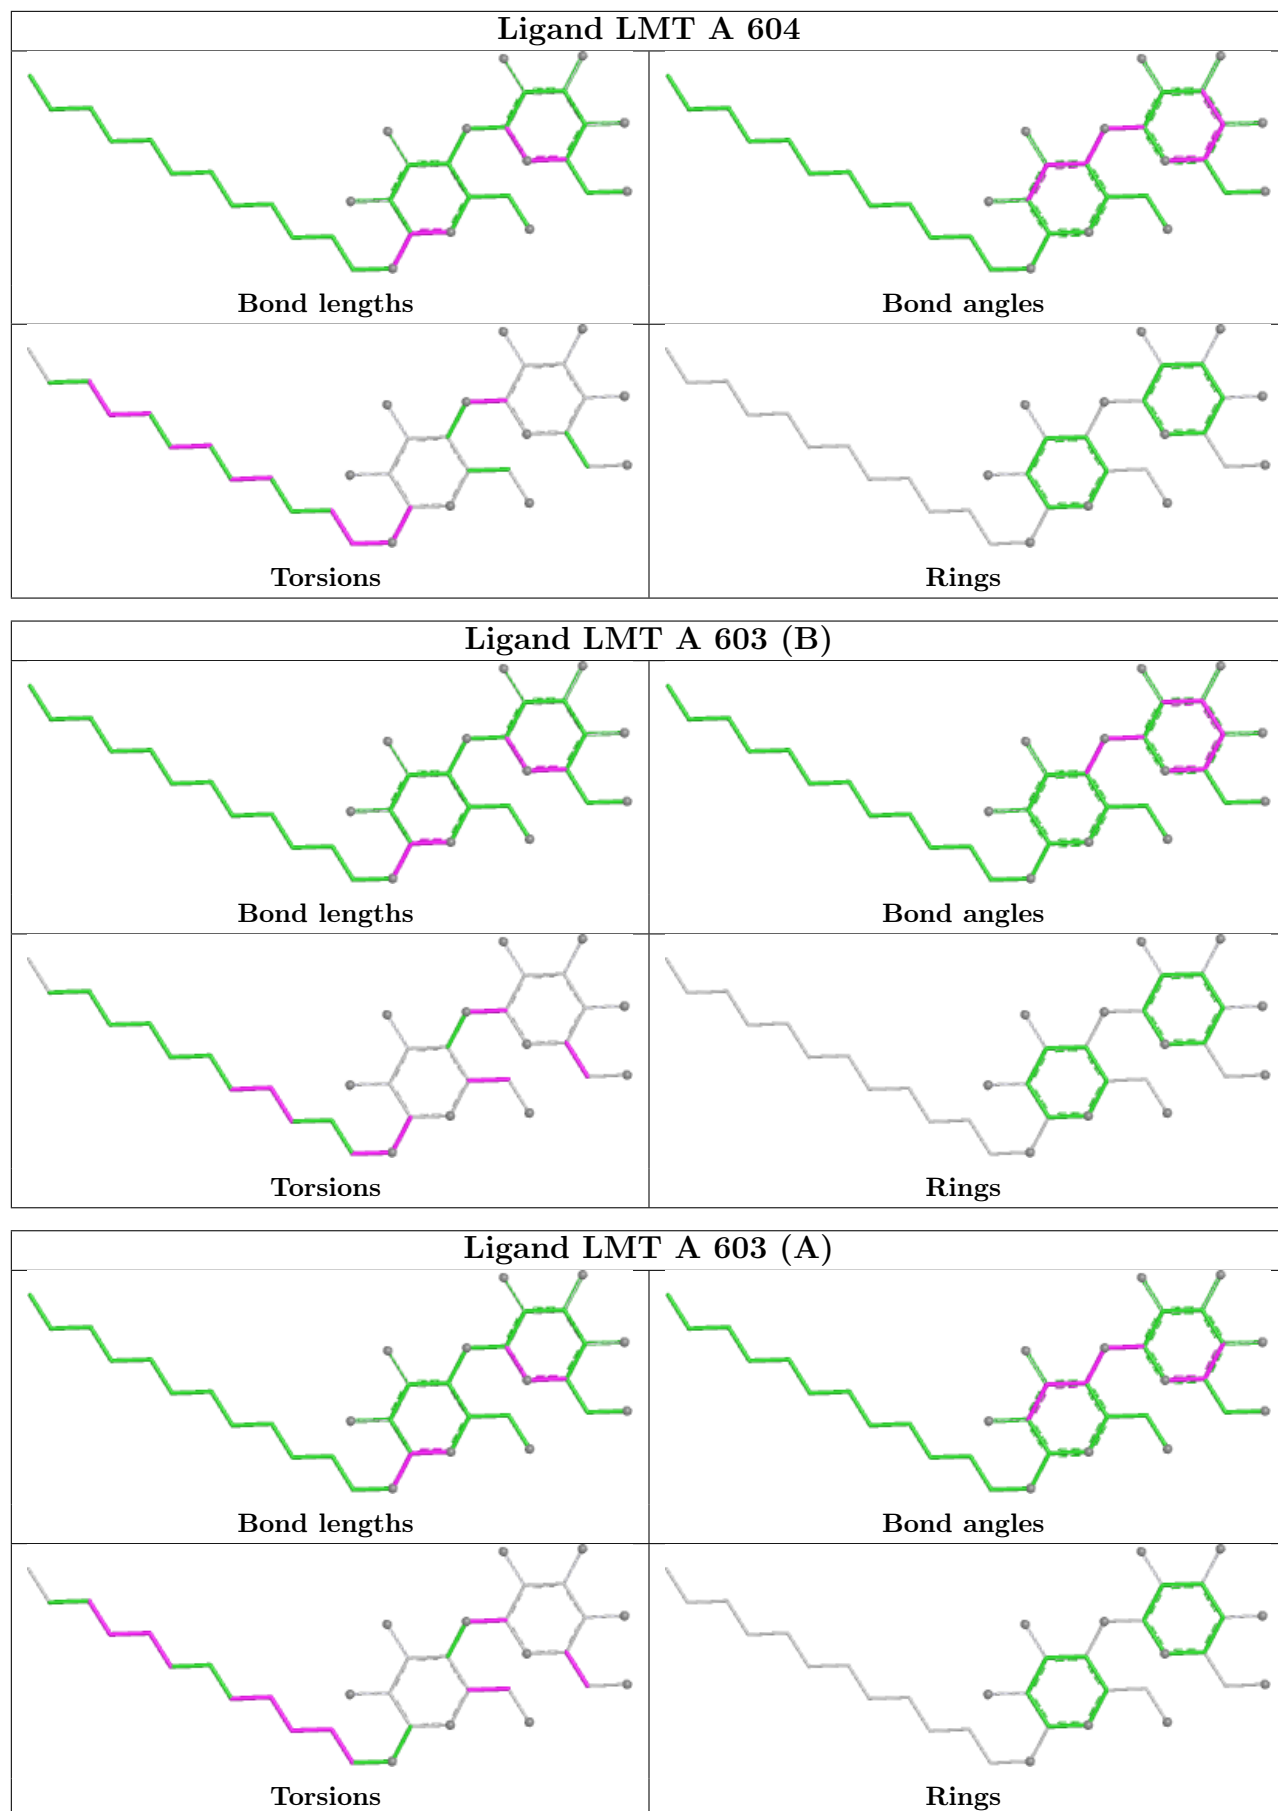 Ligand LMT A 604
Bond lengths
Bond angles
Torsions
Rings
Ligand LMT A 603 (B)
Bond lengths
Bond angles
Torsions
Rings
Ligand LMT A 603 (A)
Bond lengths
Bond angles
Torsions
Rings